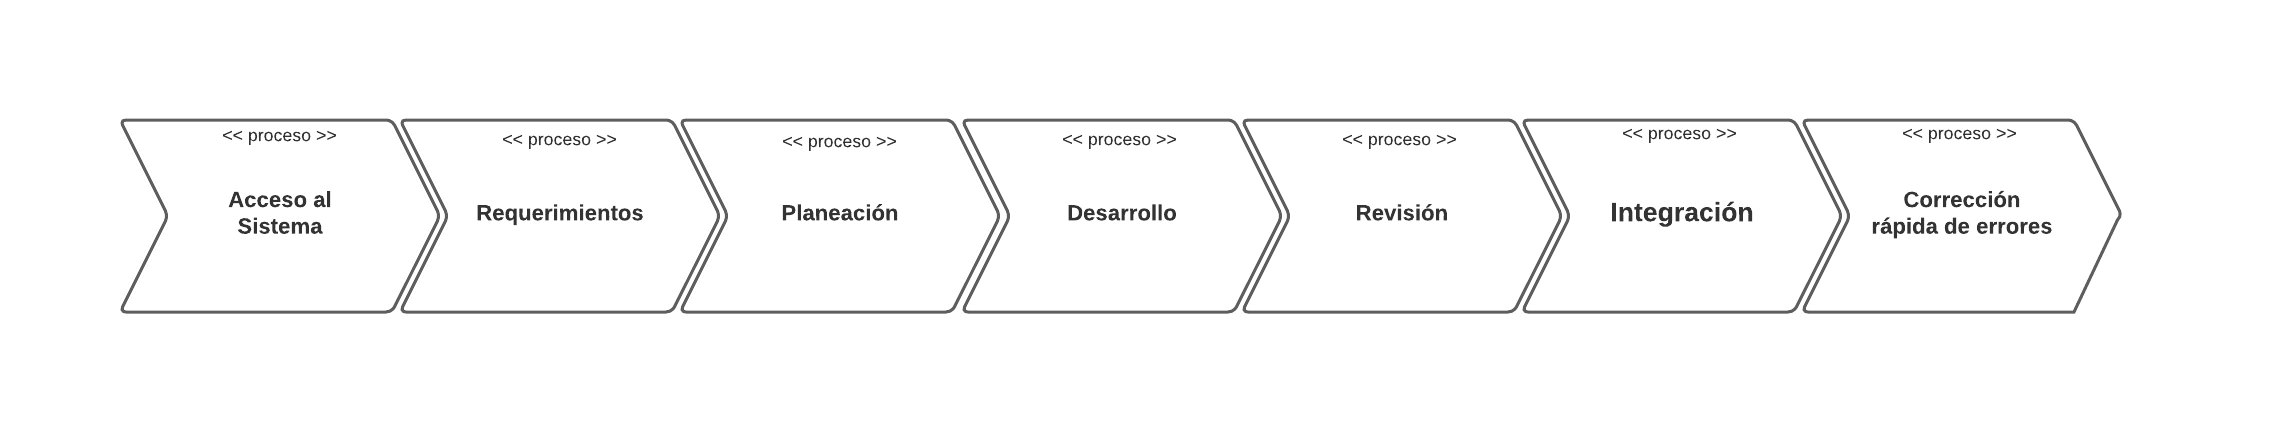 << proceso >>
Acceso al
Sistema
<< proceso >>
Requerimientos
<< proceso >>
Planeación
<< proceso >>
Desarrollo
<< proceso >>
Revisión
<< proceso >>
Integración
<< proceso >>
Corrección
rápida de errores